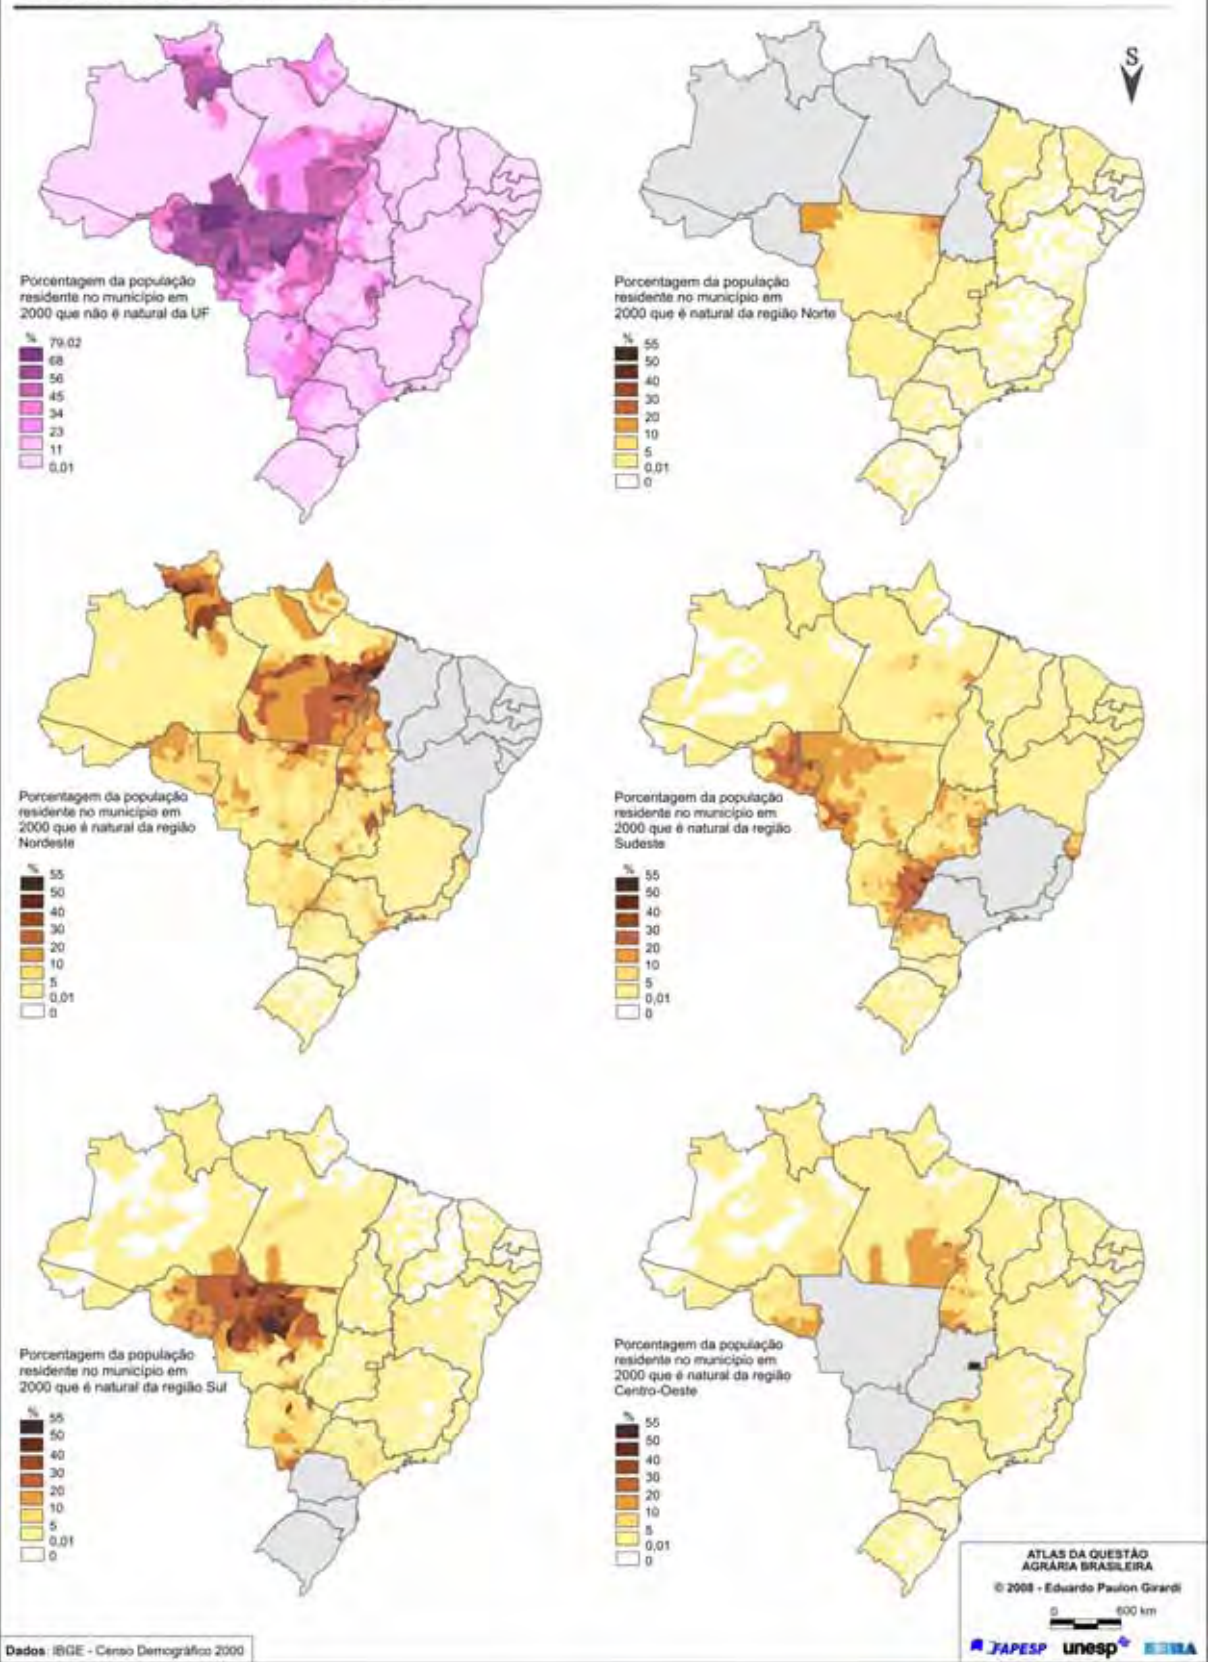 S
Porcentagem da população
residente no município em
2000 que não é natural da UF
%
79.02
68
56
45
34
23
11
0,01
Porcentagem da população
residente no município em
2000 que é natural da região Norte
%
55
50
40
30
20
10
5
0,01
0
Porcentagem da população
residente no município em
2000 que é natural da região
Nordeste
%
55
50
40
30
20
10
5
0,01
0
Porcentagem da população
residente no município em
2000 que é natural da região
Sudeste
%
55
50
40
30
20
10
5
0,01
0
Porcentagem da população
residente no município em
2000 que é natural da região Sul
%
55
50
40
30
20
10
5
0,01
0
Porcentagem da população
residente no município em
2000 que é natural da região
Centro-Oeste
%
55
50
40
30
20
10
5
0,01
0
ATLAS DA QUESTÃO
AGRÁRIA BRASILEIRA
© 2008 - Eduardo Paulon Girardi
0 600 km
FAPESP unesp
Dados: IBGE - Censo Demográfico 2000